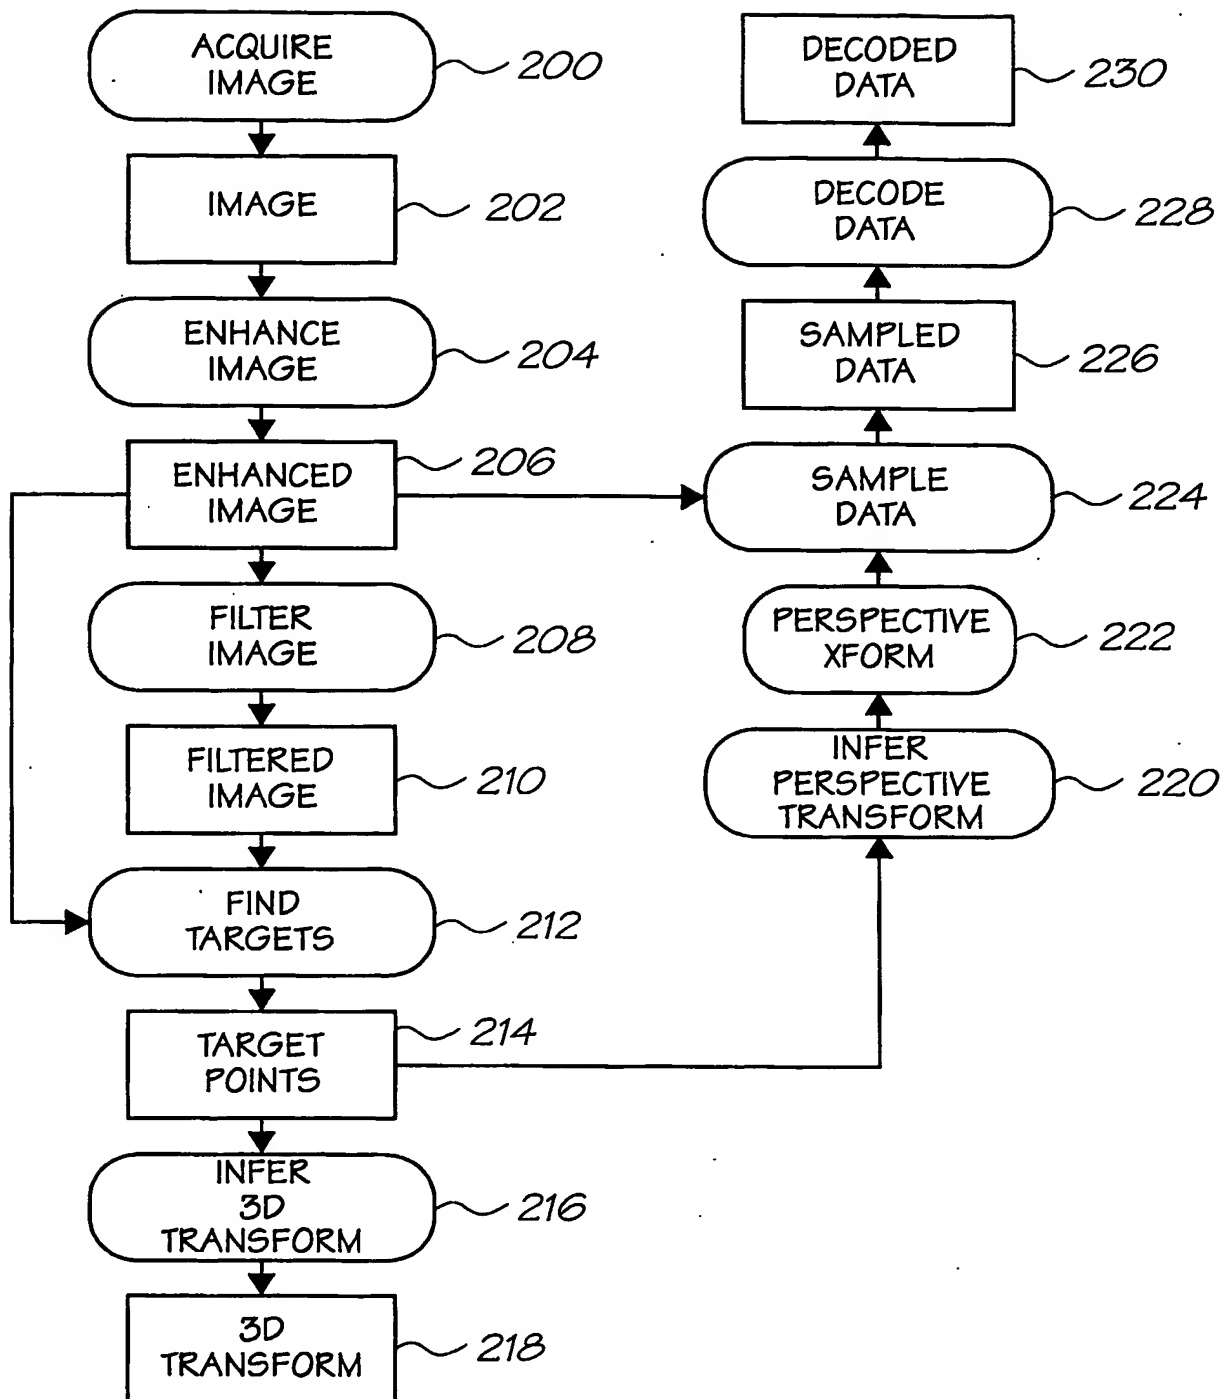 ACQUIRE
IMAGE
200
IMAGE
202
ENHANCE
IMAGE
204
ENHANCED
IMAGE
206
FILTER
IMAGE
208
FILTERED
IMAGE
210
FIND
TARGETS
212
TARGET
POINTS
214
INFER
3D
TRANSFORM
216
3D
TRANSFORM
218
DECODED
DATA
230
DECODE
DATA
228
SAMPLED
DATA
226
SAMPLE
DATA
224
PERSPECTIVE
XFORM
222
INFER
PERSPECTIVE
TRANSFORM
220